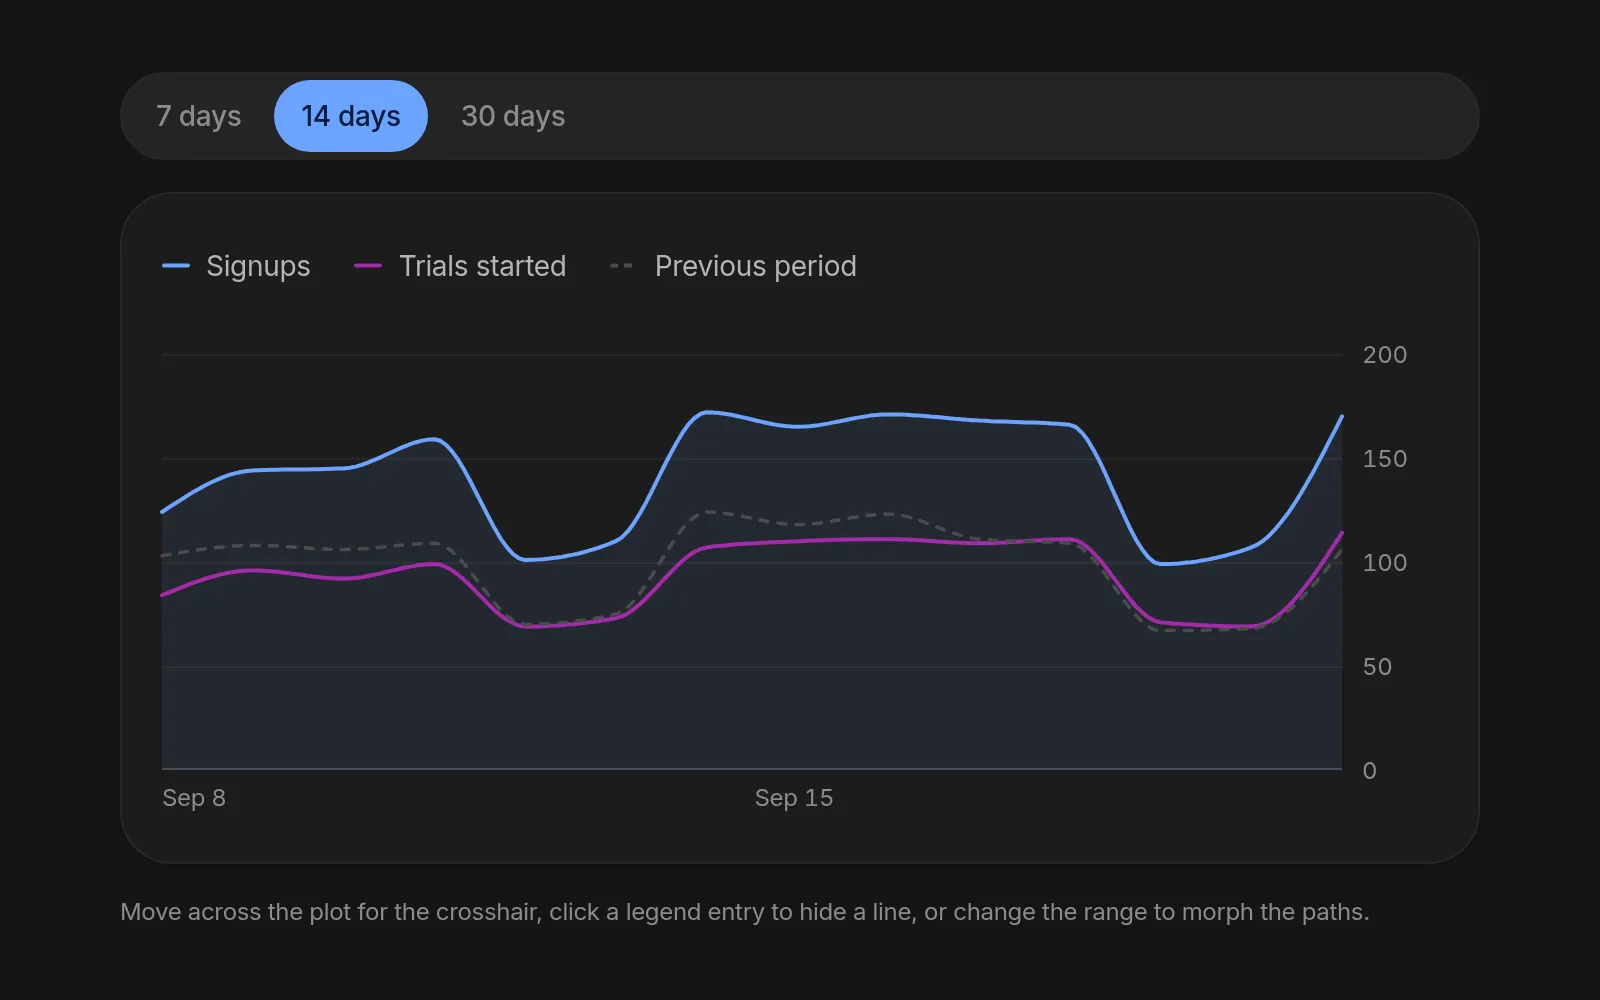 7 days 14 days 30 days
Signups Trials started Previous period
200
150
100
50
0
Sep 8 Sep 15
Move across the plot for the crosshair, click a legend entry to hide a line, or change the range to morph the paths.